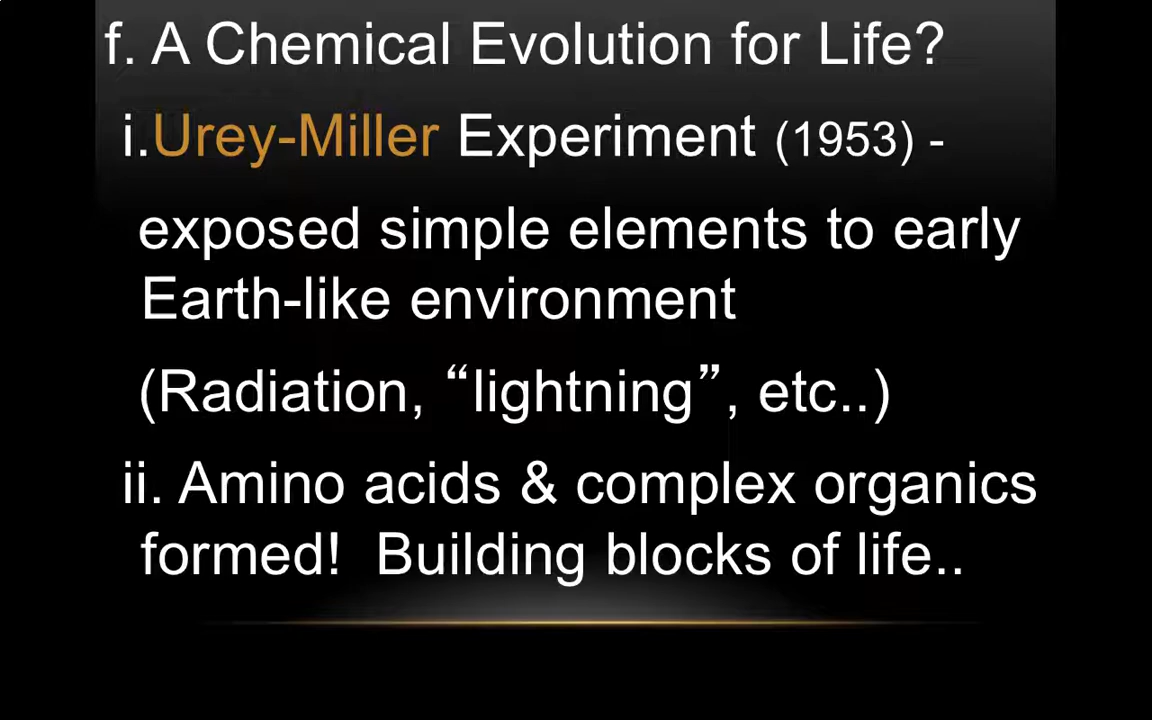 f. A Chemical Evolution for Life?
i.Urey-Miller Experiment (1953) -
exposed simple elements to early
Earth-like environment
(Radiation, “lightning”, etc..)
ii. Amino acids & complex organics
formed!  Building blocks of life..